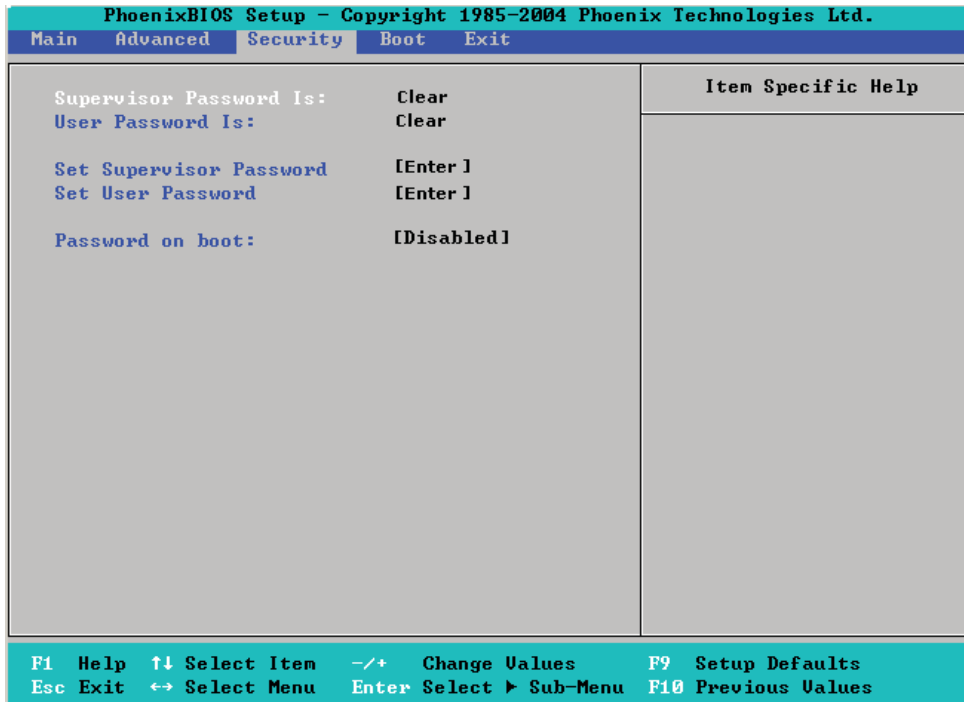 PhoenixBIOS Setup – Copyright 1985-2004 Phoenix Technologies Ltd.
Main Advanced Security Boot Exit
Item Specific Help
Supervisor Password Is: Clear
User Password Is: Clear
Set Supervisor Password [Enter ]
Set User Password [Enter ]
Password on boot: [Disabled]
F1 Help ↑↓ Select Item -/+ Change Values F9 Setup Defaults
Esc Exit ↔ Select Menu Enter Select ► Sub-Menu F10 Previous Values